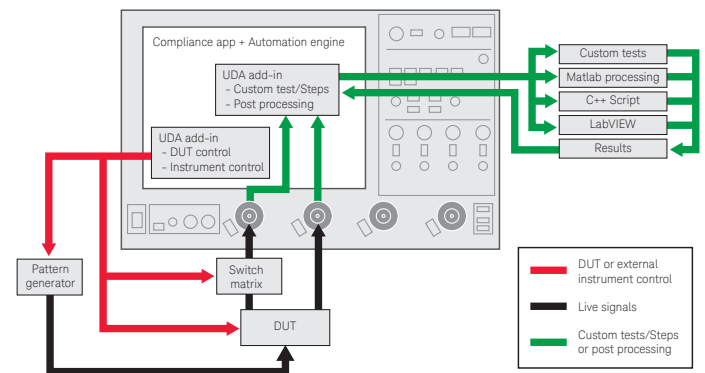 Compliance app + Automation engine
UDA add-in
- Custom test/Steps
- Post processing
UDA add-in
- DUT control
- Instrument control
Custom tests
Matlab processing
C++ Script
LabVIEW
Results
Pattern
generator
Switch
matrix
DUT
DUT or external
instrument control
Live signals
Custom tests/Steps
or post processing